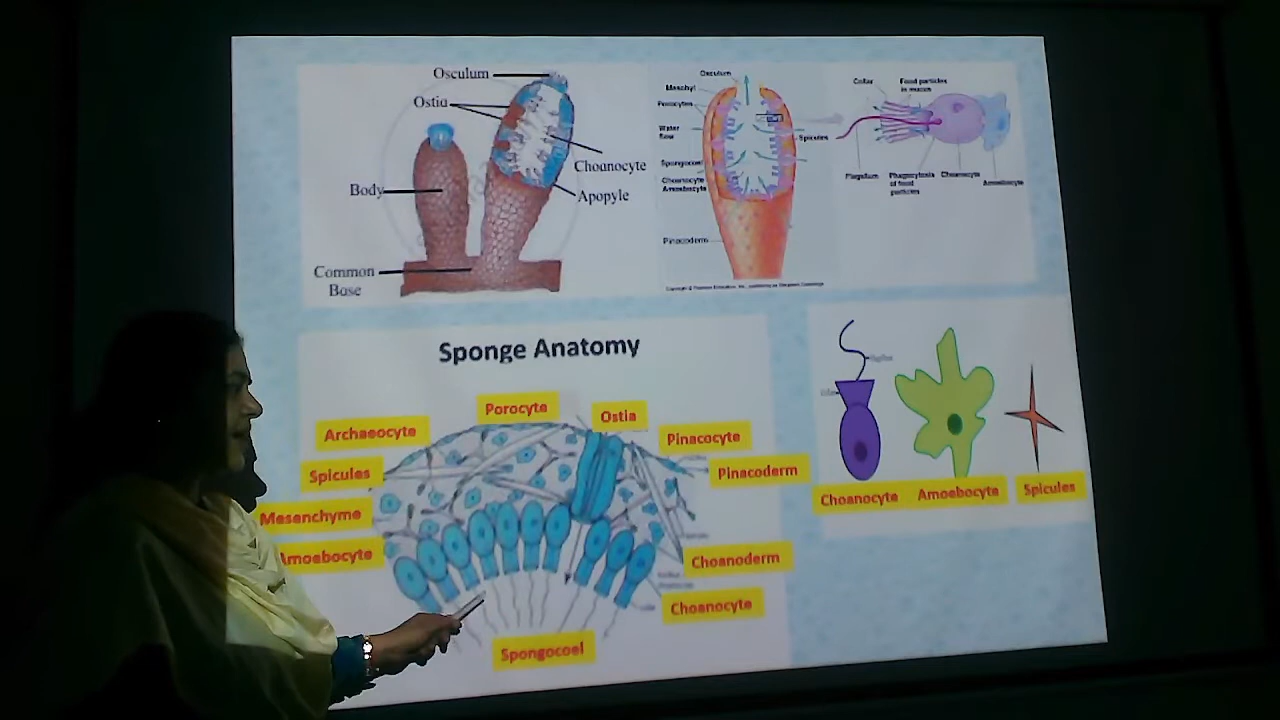 Osculum
Ostia
Body
Choanocyte
Apopyle
Common
Base
Osculum
Mesohyl
Porocytes
Water
flow
Spongocoel
Choanocyte
Amoebocyte
Pinacoderm
Spicules
Collar
Food particles
in mucus
Flagellum
Phagocytosis
of food
particles
Choanocyte
Amoebocyte
Sponge Anatomy
Porocyte
Ostia
Archaeocyte
Pinacocyte
Spicules
Pinacoderm
Mesenchyme
Amoebocyte
Choanoderm
Choanocyte
Spongocoel
Choanocyte
Amoebocyte
Spicules